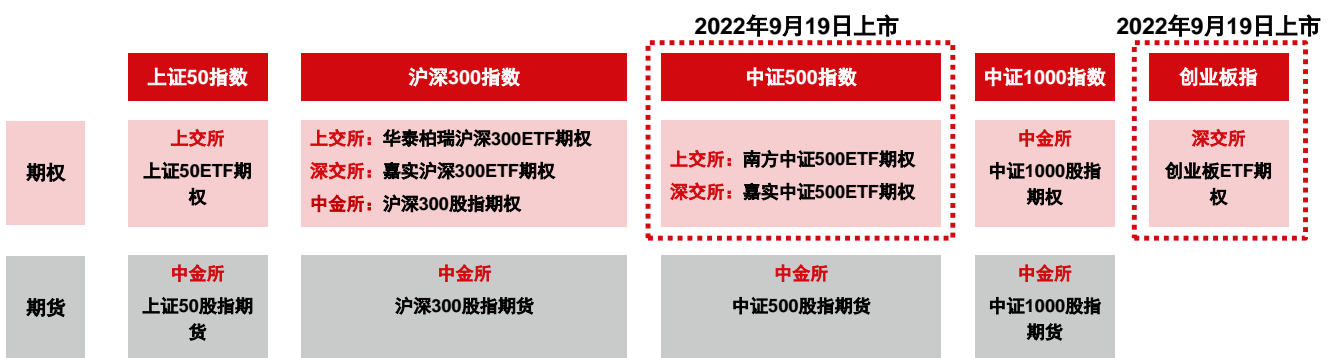 2022年9月19日上市
2022年9月19日上市
上证50指数
沪深300指数
中证500指数
中证1000指数
创业板指
期权
上交所
上证50ETF期
权
上交所：华泰柏瑞沪深300ETF期权
深交所：嘉实沪深300ETF期权
中金所：沪深300股指期权
上交所：南方中证500ETF期权
深交所：嘉实中证500ETF期权
中金所
中证1000股指
期权
深交所
创业板ETF期
权
期货
中金所
上证50股指期
货
中金所
沪深300股指期货
中金所
中证500股指期货
中金所
中证1000股指
期货